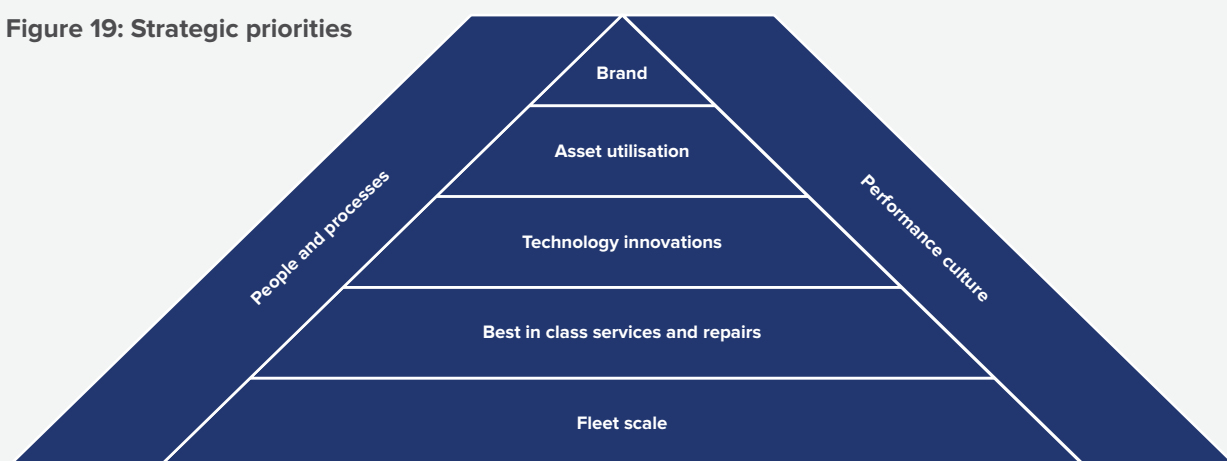 Figure 19: Strategic priorities
Brand
Asset utilisation
People and processes
Performance culture
Technology innovations
Best in class services and repairs
Fleet scale